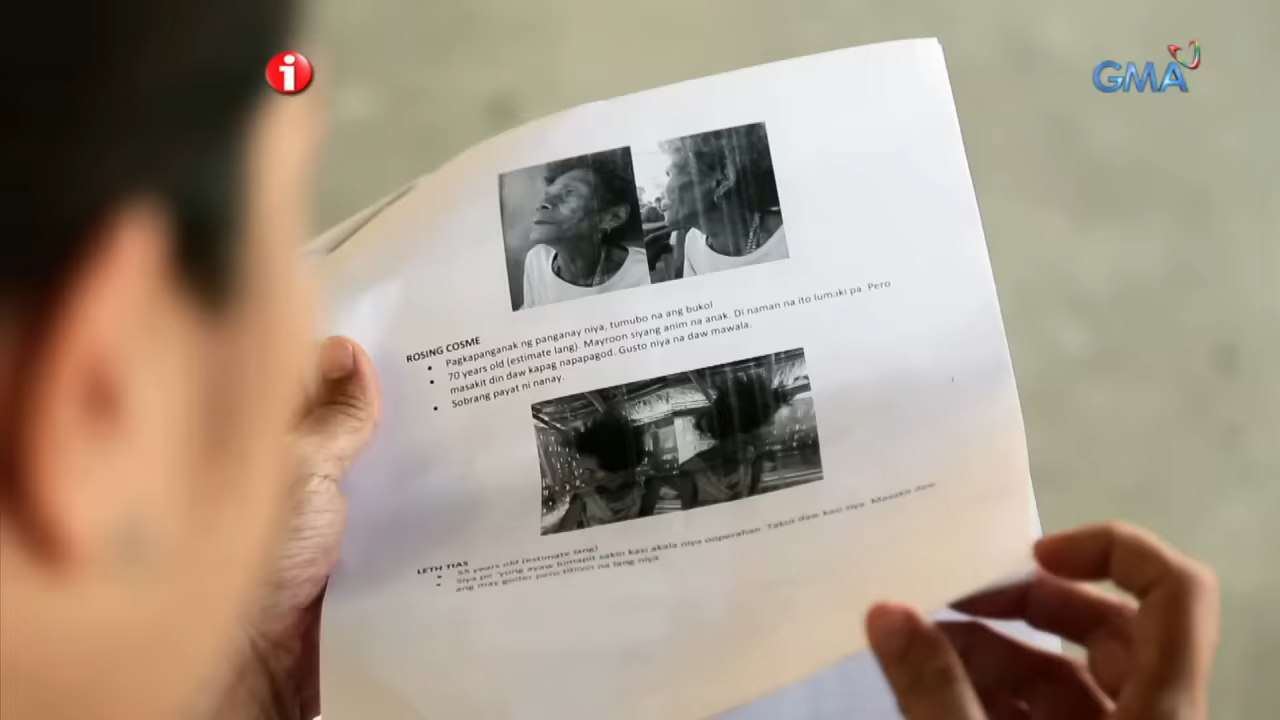 i
GMA
ROSING COSME
• Pagkapanganak ng panganay niya, tumubo na ang bukol
• 70 years old (estimate lang). Mayroon siyang anim na anak. Di naman na ito lumaki pa. Pero
masakit din daw kapag napapagod. Gusto niya na daw mawala.
• Sobrang payat ni nanay.
LETH TIAS
• 55 years old (estimate lang)
• Siya po 'yung ayaw lumapit sakin kasi akala niya ooperahan. Takot daw kasi siya. Masakit daw
ang may goiter pero titiisin na lang niya